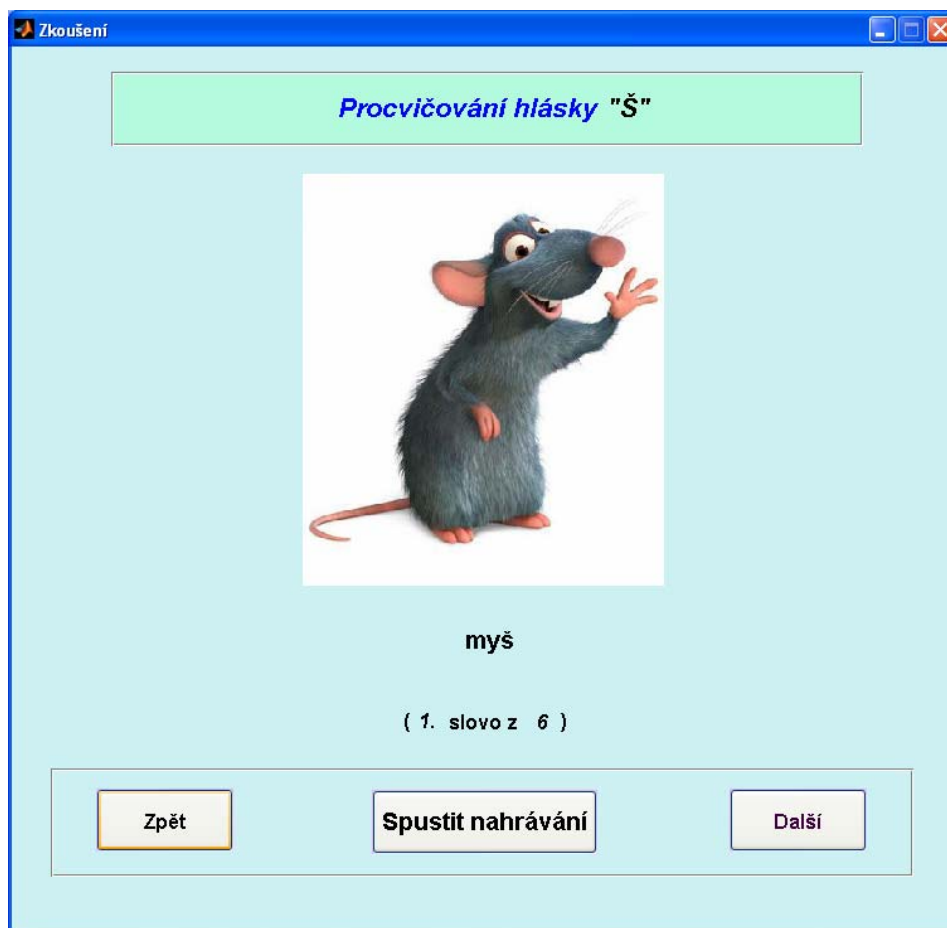 Zkoušení
Procvičování hlásky "Š"
myš
( 1. slovo z 6 )
Zpět Spustit nahrávání Další